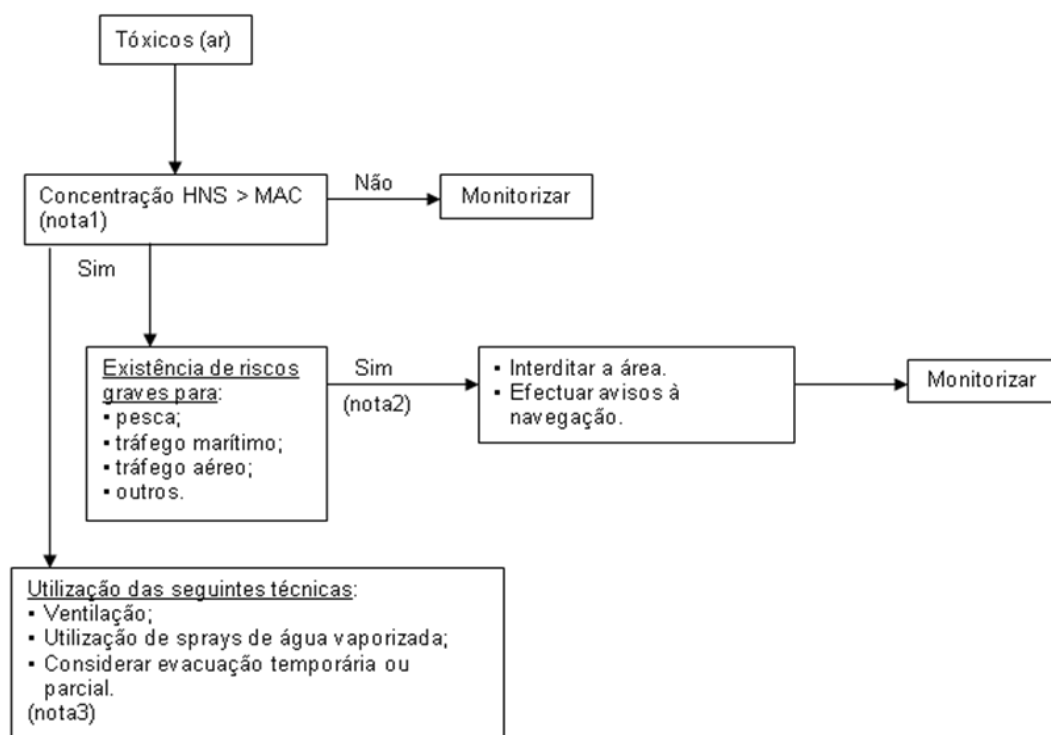 Tóxicos (ar)
Concentração HNS > MAC
(nota1)
Não
Monitorizar
Sim
Existência de riscos
graves para:
▪ pesca;
▪ tráfego marítimo;
▪ tráfego aéreo;
▪ outros.
Sim
(nota2)
▪ Interditar a área.
▪ Efectuar avisos à
navegação.
Monitorizar
Utilização das seguintes técnicas:
▪ Ventilação;
▪ Utilização de sprays de água vaporizada;
▪ Considerar evacuação temporária ou
parcial.
(nota3)